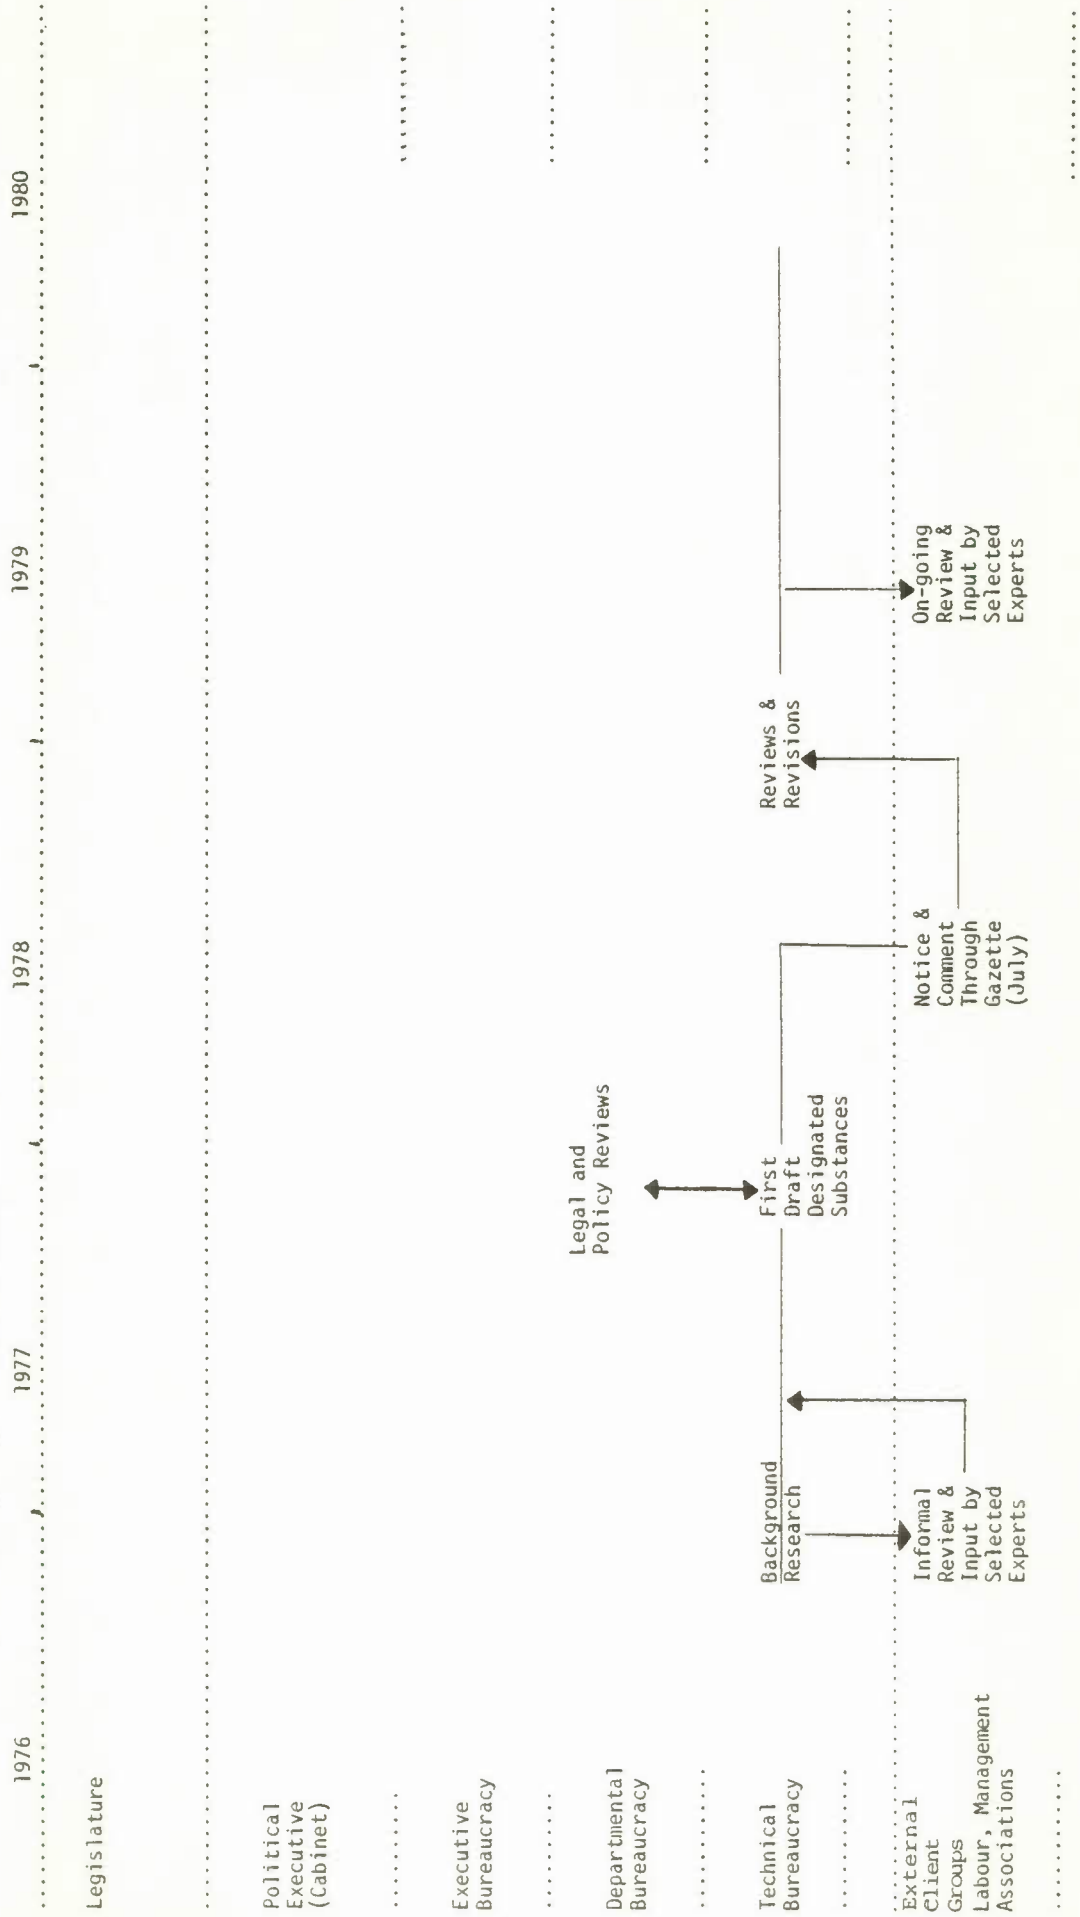 1976 1977 1978 1979 1980
Legislature
Political
Executive
(Cabinet)
Executive
Bureaucracy
Departmental
Bureaucracy
Legal and
Policy Reviews
Technical
Bureaucracy
Background
Research
First
Draft
Designated
Substances
Reviews &
Revisions
External
Client
Groups
Labour, Management
Associations
Informal
Review &
Input by
Selected
Experts
Notice &
Comment
Through
Gazette
(July)
On-going
Review &
Input by
Selected
Experts